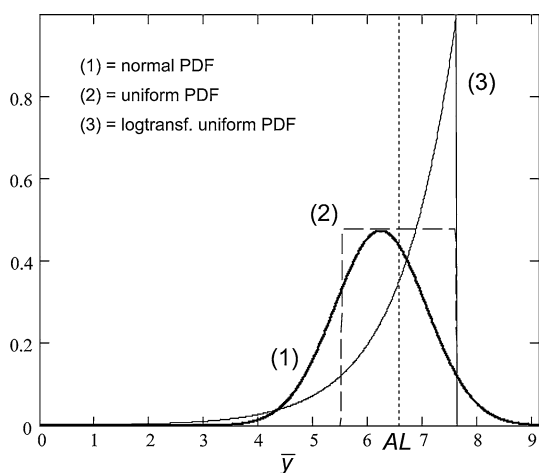 (1) = normal PDF
(2) = uniform PDF
(3) = logtransf. uniform PDF
(3)
(2)
(1)
0.8
0.6
0.4
0.2
0
0 1 2 3 4 5 6 7 8 9
AL
y̅